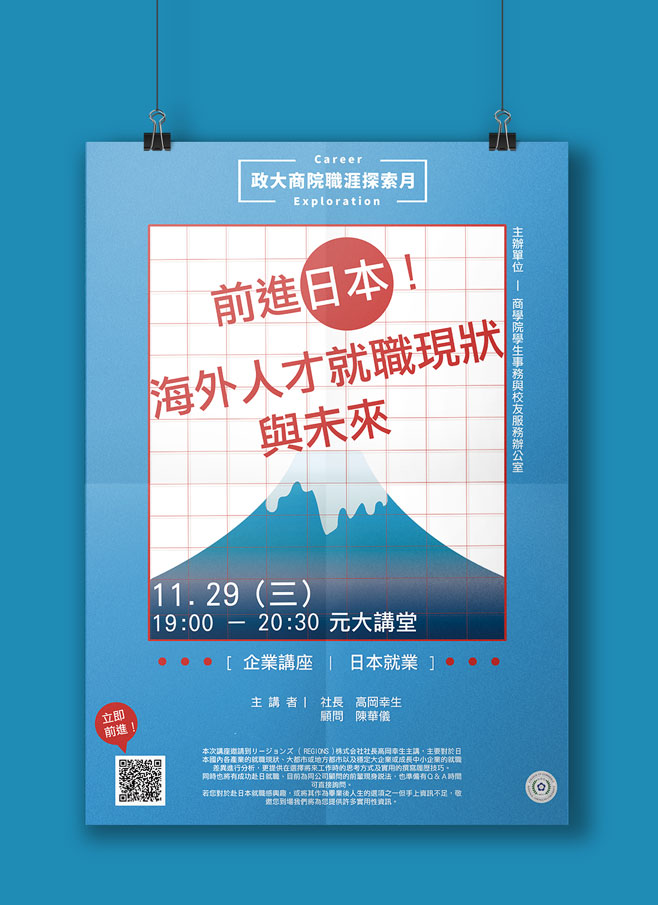 Career
政大商院職涯探索月
Exploration
主辦單位 | 商學院學生事務與校友服務辦公室
前進日本！
海外人才就職現狀
與未來
11.29 (三)
19:00 － 20:30 元大講堂
[ 企業講座 | 日本就業 ]
主 講 者 | 社長 高岡幸生
顧問 陳華儀
立即
前進！
本次講座邀請到リージョンズ ( REGIONS )株式会社社長高岡幸生主講，主要對於日
本國內各產業的就職現狀、大都市或地方都市以及穩定大企業或成長中小企業的就職
差異進行分析，更提供在選擇將來工作時的思考方式及實用的撰寫履歷技巧。
同時也將有成功赴日就職，目前為同公司顧問的前輩現身說法，也準備有Q＆A時間
可直接詢問。
若您對於赴日本就職感興趣，或將其作為畢業後人生的選項之一但手上資訊不足，敬
邀您到場我們將為您提供許多實用性資訊。